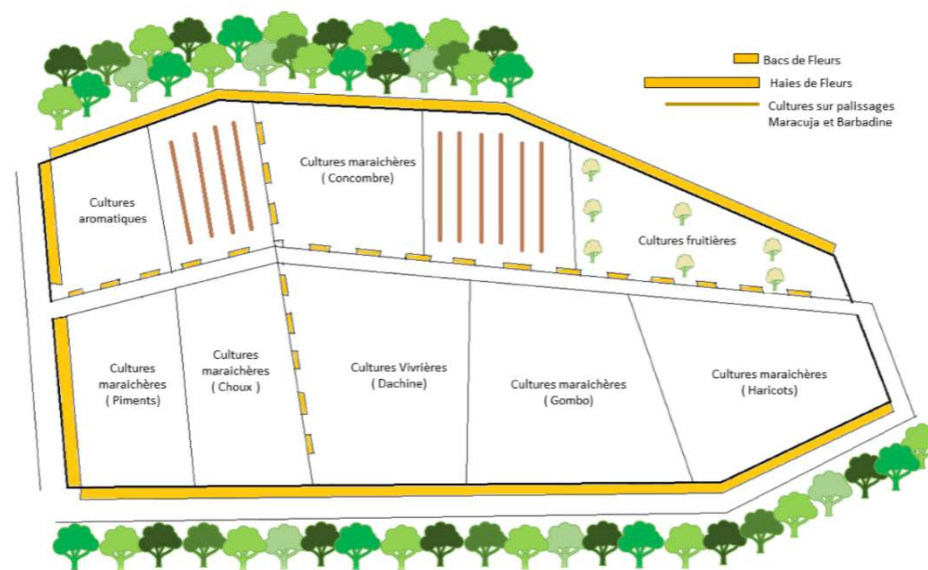 Bacs de Fleurs
Haies de Fleurs
Cultures sur palissages
Maracuja et Barbadine
Cultures
aromatiques
Cultures maraichères
( Concombre)
Cultures fruitières
Cultures
maraichères
( Piments)
Cultures
maraichères
( Choux )
Cultures Vivrières
(Dachine)
Cultures maraichères
( Gombo)
Cultures maraichères
( Haricots)